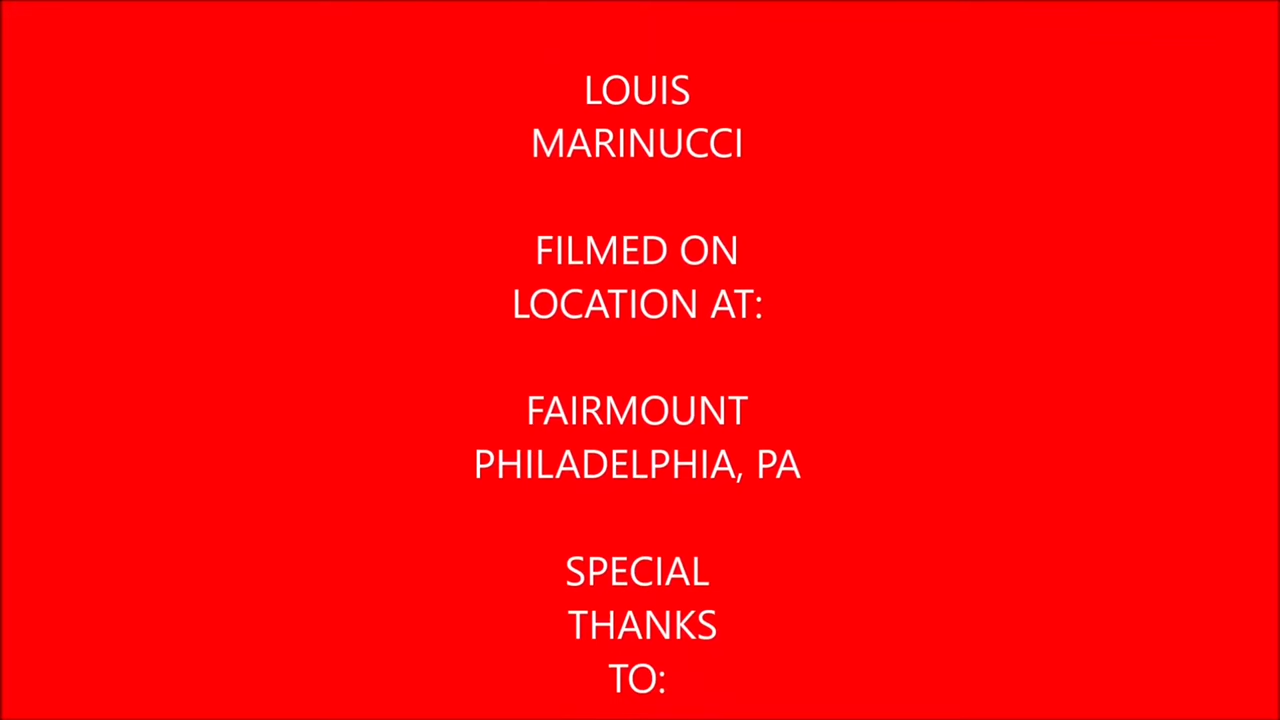 LOUIS
MARINUCCI
FILMED ON
LOCATION AT:
FAIRMOUNT
PHILADELPHIA, PA
SPECIAL
THANKS
TO: